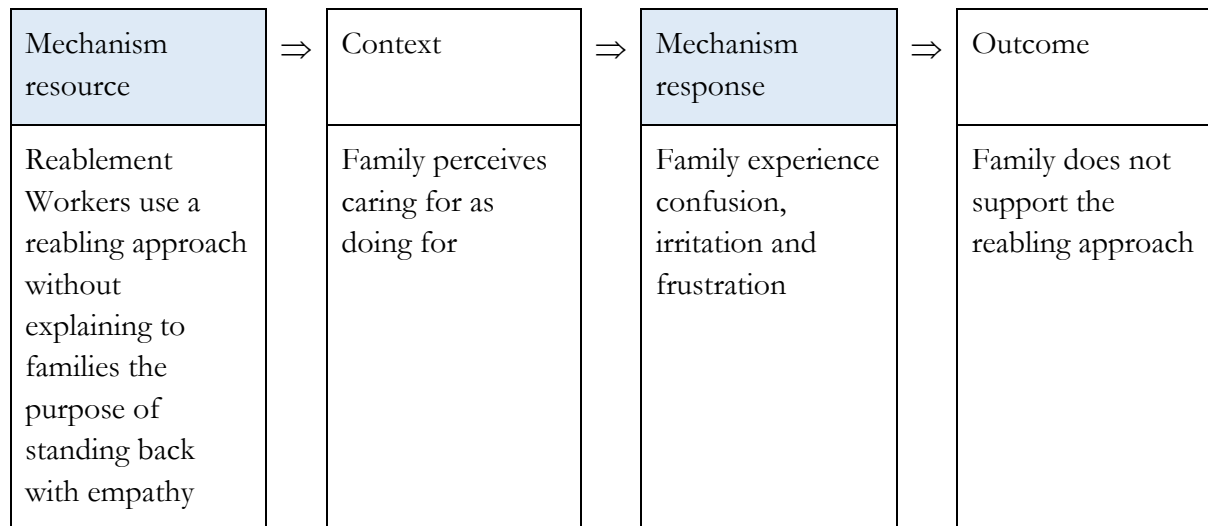 Mechanism
resource
⇒
Context
⇒
Mechanism
response
⇒
Outcome
Reablement
Workers use a
reabling approach
without
explaining to
families the
purpose of
standing back
with empathy
Family perceives
caring for as
doing for
Family experience
confusion,
irritation and
frustration
Family does not
support the
reabling approach